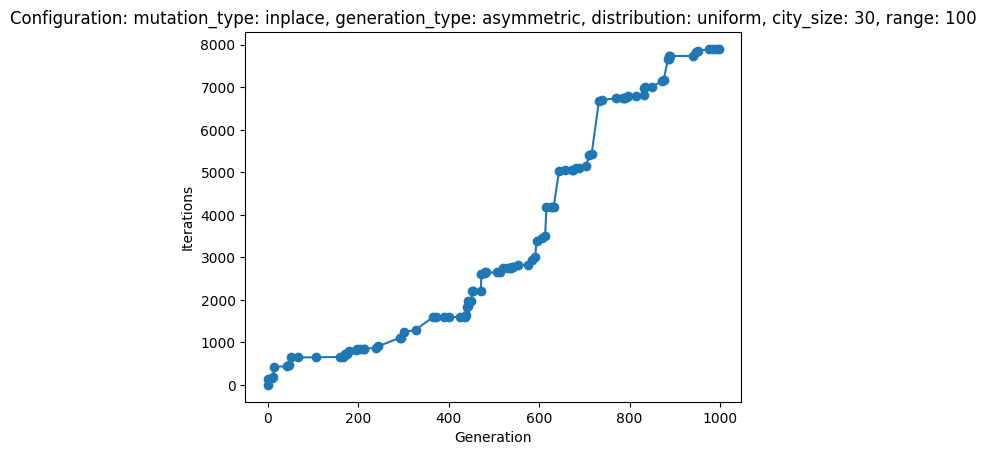 Configuration: mutation_type: inplace, generation_type: asymmetric, distribution: uniform, city_size: 30, range: 100
8000
7000
6000
5000
4000
3000
2000
1000
0
Iterations
0 200 400 600 800 1000
Generation